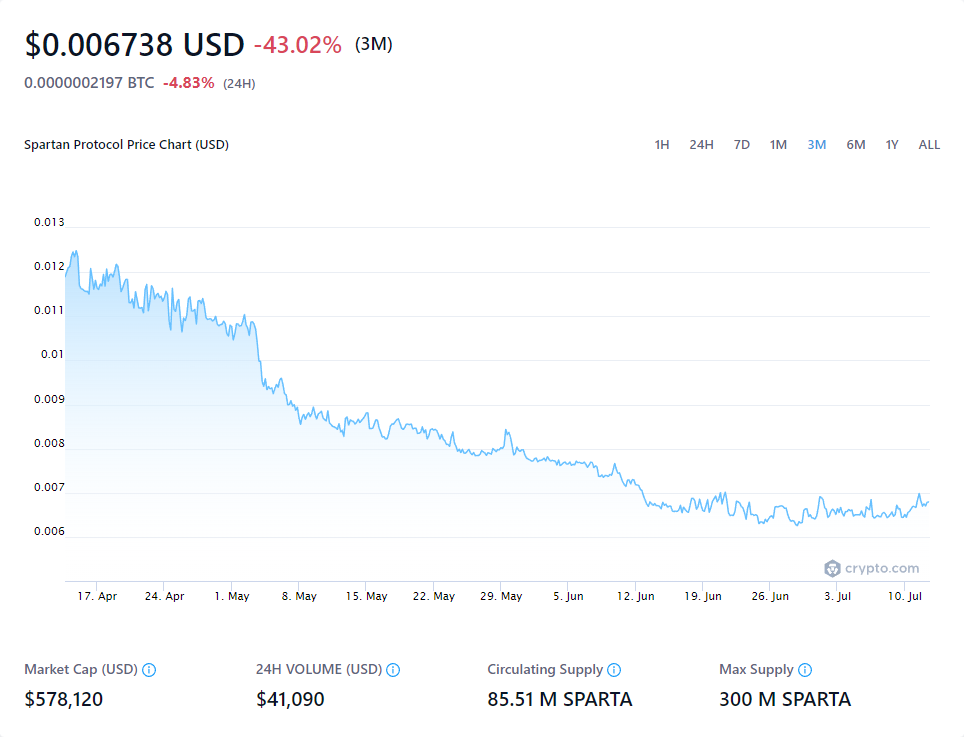 $0.006738 USD -43.02% (3M)
0.0000002197 BTC -4.83% (24H)
Spartan Protocol Price Chart (USD)
1H 24H 7D 1M 3M 6M 1Y ALL
0.013
0.012
0.011
0.01
0.009
0.008
0.007
0.006
crypto.com
17. Apr 24. Apr 1. May 8. May 15. May 22. May 29. May 5. Jun 12. Jun 19. Jun 26. Jun 3. Jul 10. Jul
Market Cap (USD) 24H VOLUME (USD) Circulating Supply Max Supply
$578,120 $41,090 85.51 M SPARTA 300 M SPARTA